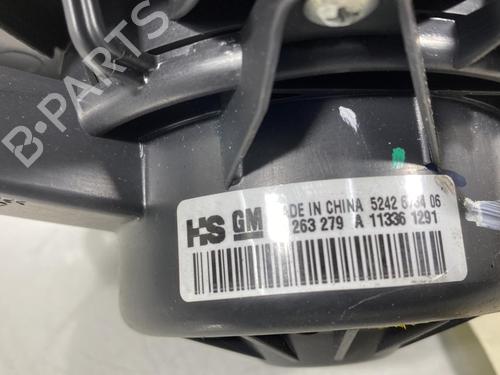 B-PARTS
HS GM ADE IN CHINA 5242 6734 06
263 279 A 11336 1291